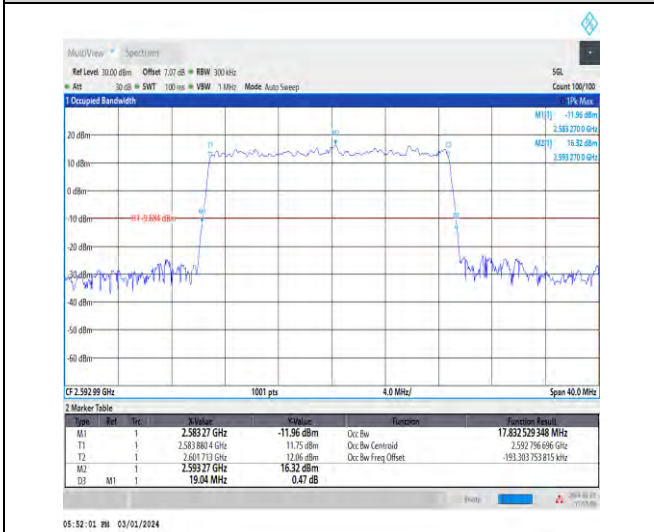 MultiView Spectrum
Ref Level 30.00 dBm Offset 7.07 dB RBW 300 kHz SGL
Att 30 dB SWT 100 ms VBW 1 MHz Mode Auto Sweep Count 100/100
1 Occupied Bandwidth 1Pk Max
M1[1] -11.96 dBm
2.583 270 0 GHz
20 dBm M2[1] 16.32 dBm
2.593 270 0 GHz
T1 M2
10 dBm
0 dBm
M1
-10 dBm H1 -9.684 dBm
-20 dBm
-30 dBm
-40 dBm
-50 dBm
-60 dBm
CF 2.592 99 GHz 1001 pts 4.0 MHz/ Span 40.0 MHz
2 Marker Table
Type Ref Trc X-Value Y-Value Function Function Result
M1 1 2.583 27 GHz -11.96 dBm Occ Bw 17.832 529 348 MHz
T1 1 2.583 880 4 GHz 11.75 dBm Occ Bw Centroid 2.592 796 696 GHz
T2 1 2.601 713 GHz 12.06 dBm Occ Bw Freq Offset -193.303 753 815 kHz
M2 1 2.593 27 GHz 16.32 dBm
D3 M1 1 19.04 MHz 0.47 dB
Ready
05:52:01 PM 03/01/2024